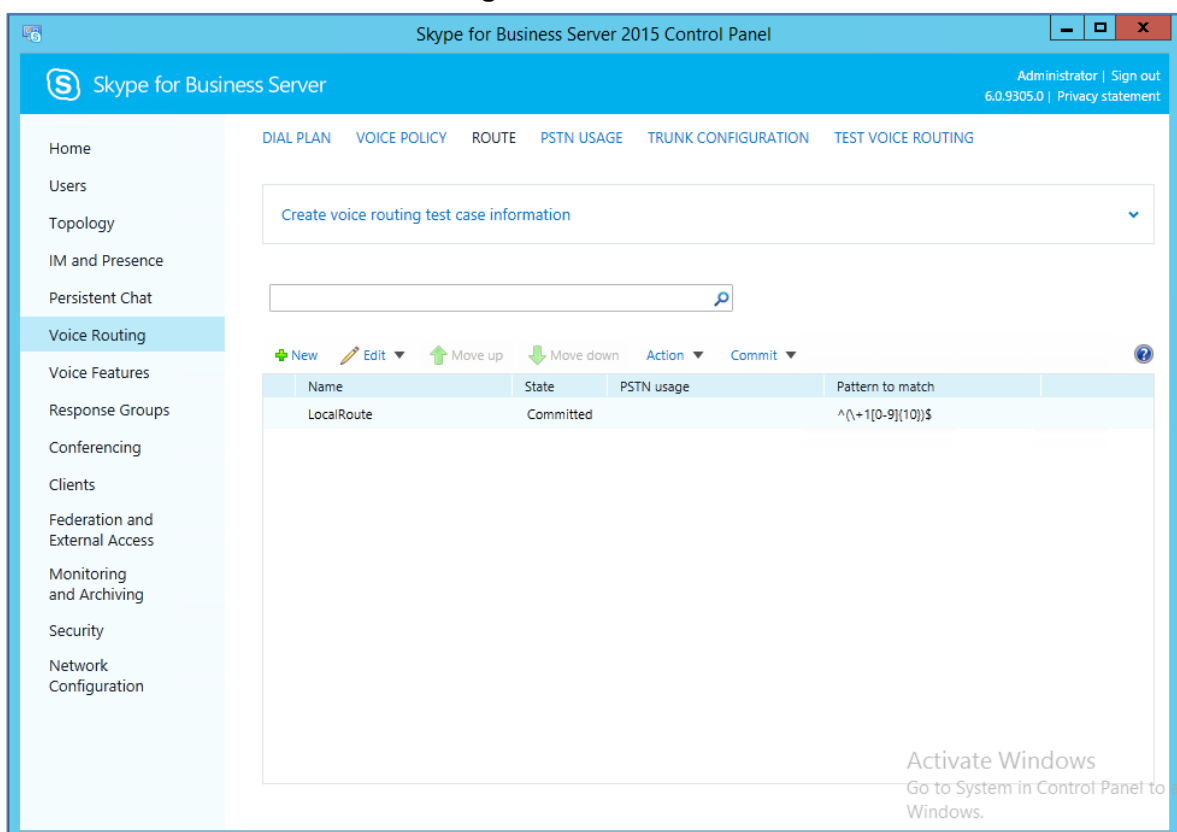 Skype for Business Server 2015 Control Panel
Skype for Business Server
Administrator | Sign out
6.0.9305.0 | Privacy statement
Home
Users
Topology
IM and Presence
Persistent Chat
Voice Routing
Voice Features
Response Groups
Conferencing
Clients
Federation and
External Access
Monitoring
and Archiving
Security
Network
Configuration
DIAL PLAN VOICE POLICY ROUTE PSTN USAGE TRUNK CONFIGURATION TEST VOICE ROUTING
Create voice routing test case information
New Edit Move up Move down Action Commit
Name State PSTN usage Pattern to match
LocalRoute Committed ^(\+1[0-9]{10})$
Activate Windows
Go to System in Control Panel to
Windows.